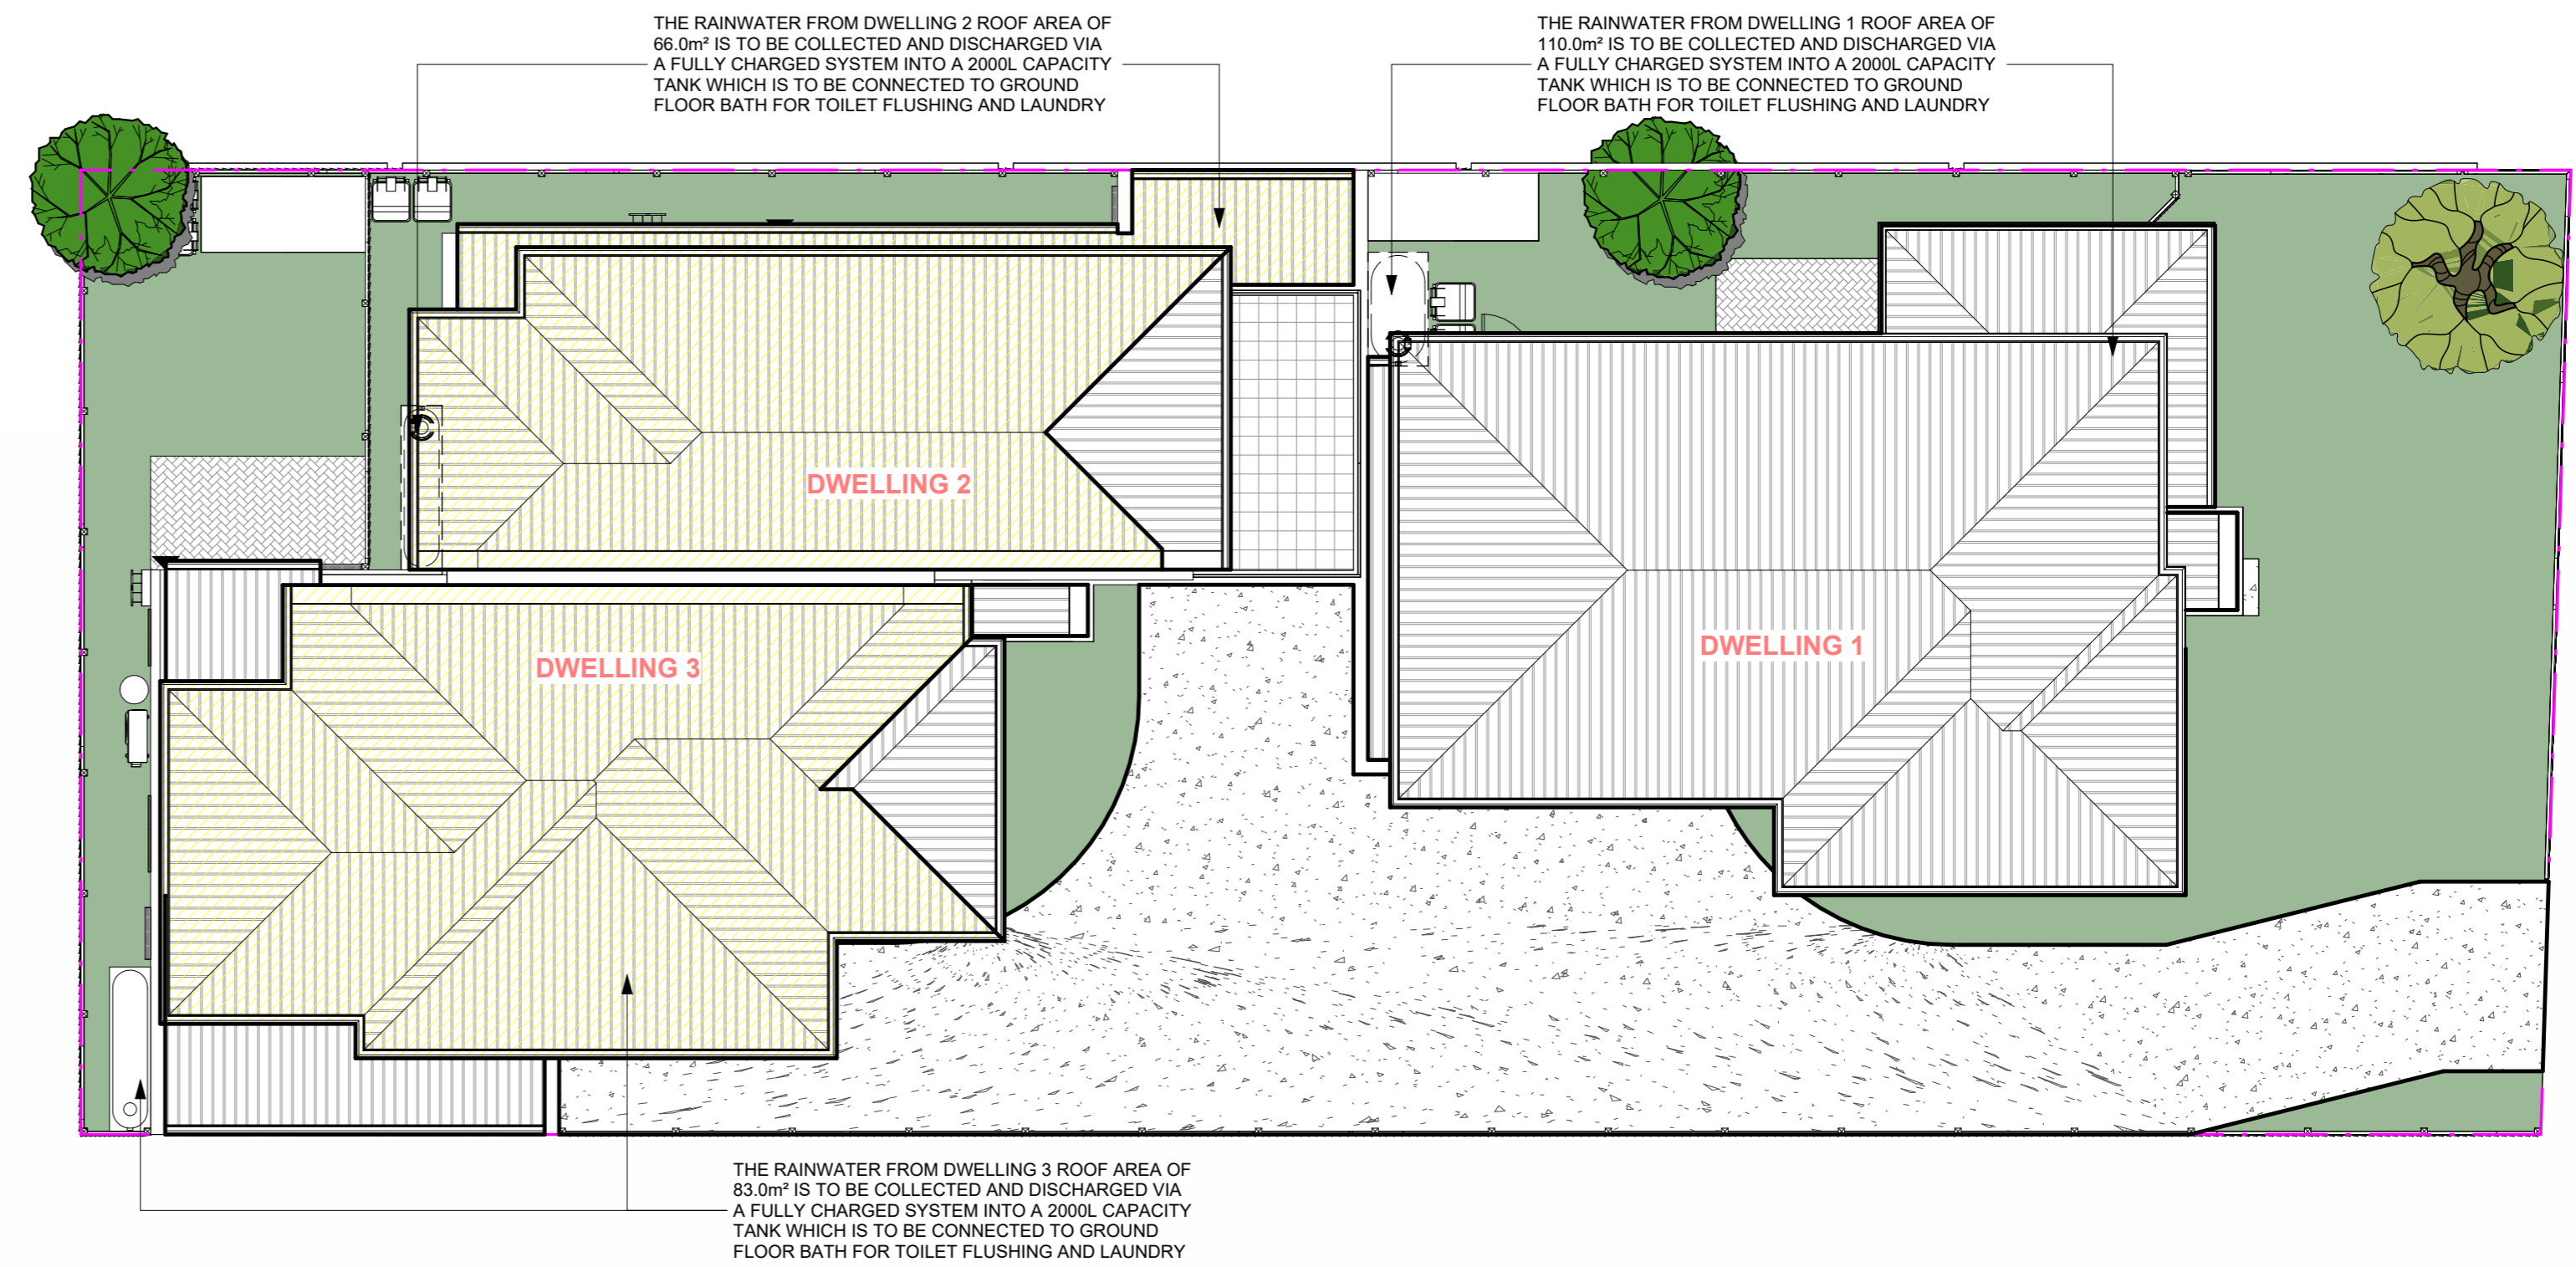 THE RAINWATER FROM DWELLING 2 ROOF AREA OF
66.0m² IS TO BE COLLECTED AND DISCHARGED VIA
A FULLY CHARGED SYSTEM INTO A 2000L CAPACITY
TANK WHICH IS TO BE CONNECTED TO GROUND
FLOOR BATH FOR TOILET FLUSHING AND LAUNDRY
THE RAINWATER FROM DWELLING 1 ROOF AREA OF
110.0m² IS TO BE COLLECTED AND DISCHARGED VIA
A FULLY CHARGED SYSTEM INTO A 2000L CAPACITY
TANK WHICH IS TO BE CONNECTED TO GROUND
FLOOR BATH FOR TOILET FLUSHING AND LAUNDRY
DWELLING 2
DWELLING 1
DWELLING 3
THE RAINWATER FROM DWELLING 3 ROOF AREA OF
83.0m² IS TO BE COLLECTED AND DISCHARGED VIA
A FULLY CHARGED SYSTEM INTO A 2000L CAPACITY
TANK WHICH IS TO BE CONNECTED TO GROUND
FLOOR BATH FOR TOILET FLUSHING AND LAUNDRY